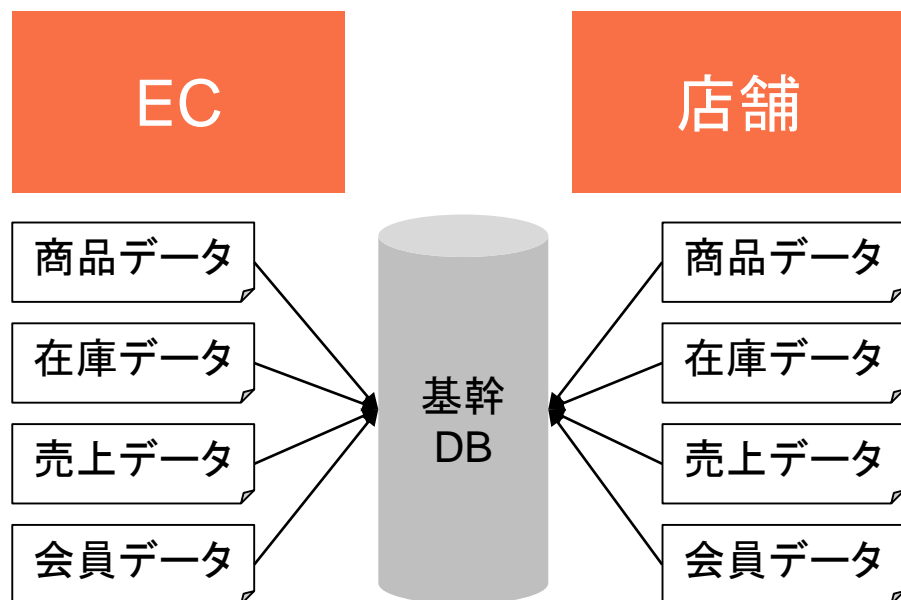 EC
店舗
商品データ
在庫データ
売上データ
会員データ
基幹
DB
商品データ
在庫データ
売上データ
会員データ